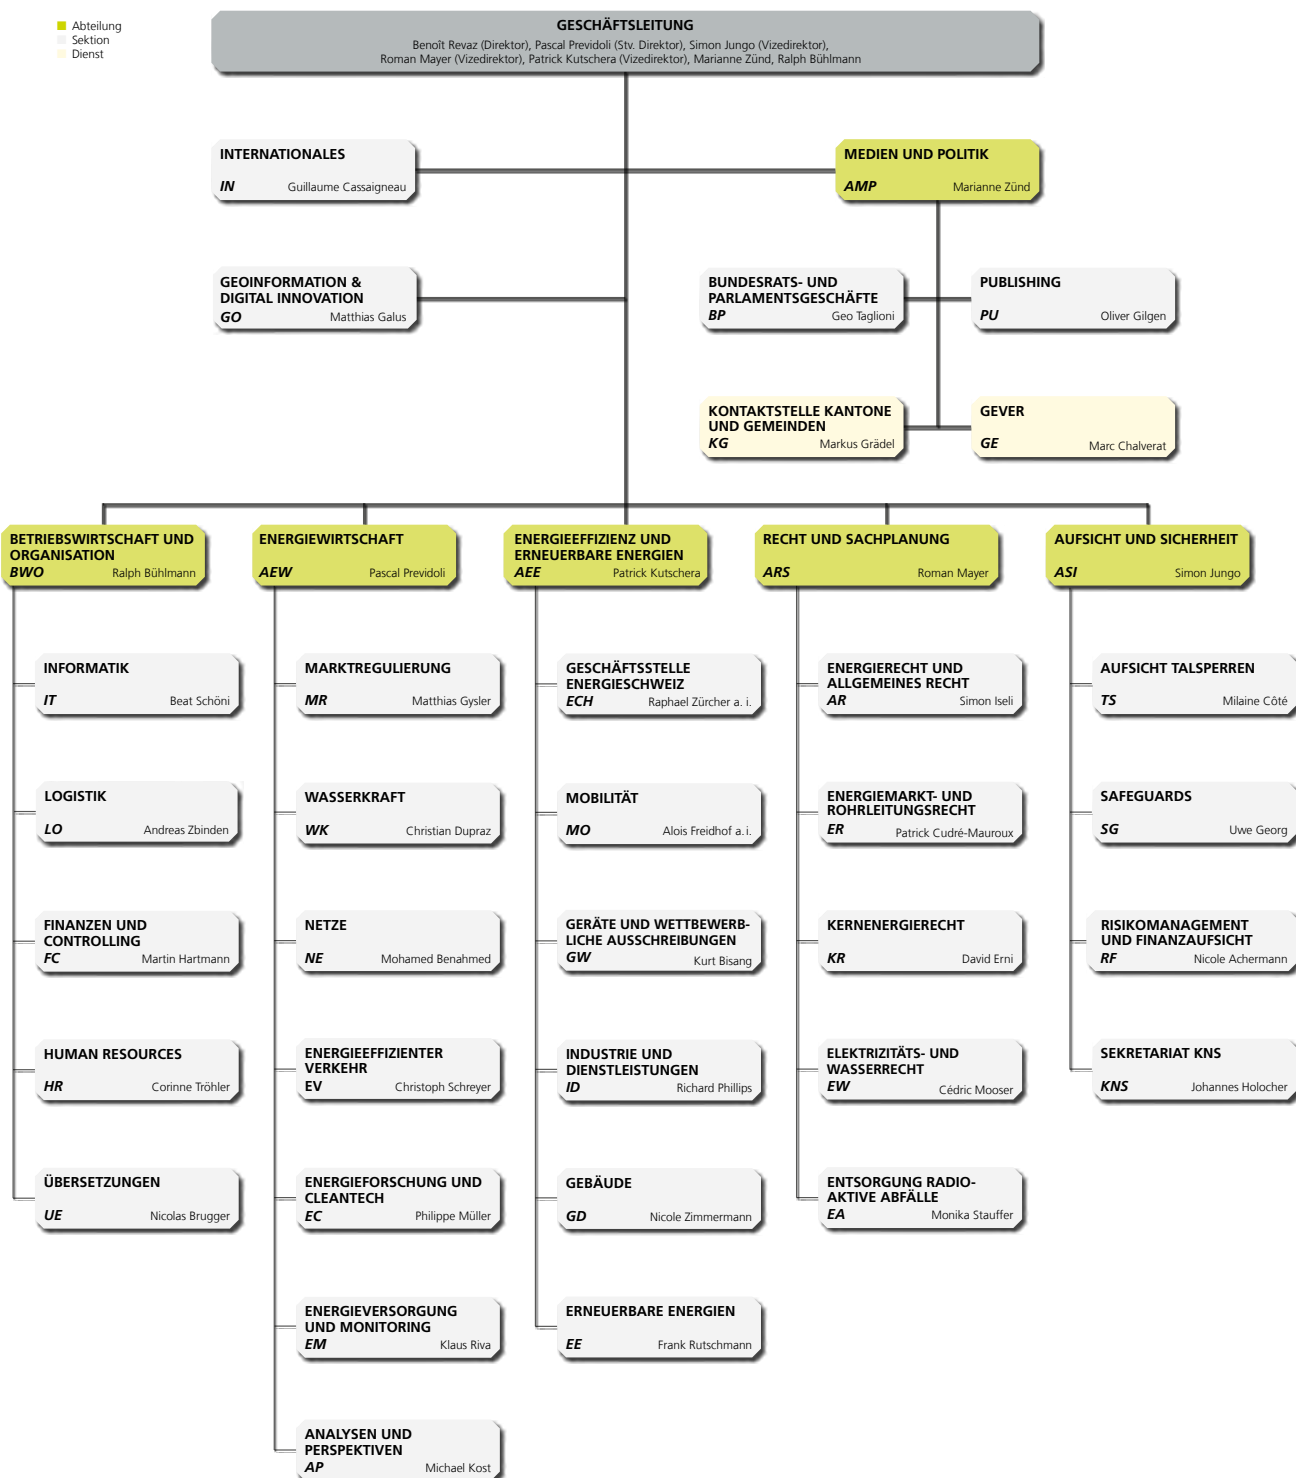 Abteilung
Sektion
Dienst
GESCHÄFTSLEITUNG
Benoît Revaz (Direktor), Pascal Previdoli (Stv. Direktor), Simon Jungo (Vizedirektor),
Roman Mayer (Vizedirektor), Patrick Kutschera (Vizedirektor), Marianne Zünd, Ralph Bühlmann
INTERNATIONALES
IN Guillaume Cassaigneau
MEDIEN UND POLITIK
AMP Marianne Zünd
GEOINFORMATION &
DIGITAL INNOVATION
GO Matthias Galus
BUNDESRATS- UND
PARLAMENTSGESCHÄFTE
BP Geo Taglioni
PUBLISHING
PU Oliver Gilgen
KONTAKTSTELLE KANTONE
UND GEMEINDEN
KG Markus Grädel
GEVER
GE Marc Chalverat
BETRIEBSWIRTSCHAFT UND
ORGANISATION
BWO Ralph Bühlmann
INFORMATIK
IT Beat Schöni
LOGISTIK
LO Andreas Zbinden
FINANZEN UND
CONTROLLING
FC Martin Hartmann
HUMAN RESOURCES
HR Corinne Tröhler
ÜBERSETZUNGEN
UE Nicolas Brugger
ENERGIEWIRTSCHAFT
AEW Pascal Previdoli
MARKTREGULIERUNG
MR Matthias Gysler
WASSERKRAFT
WK Christian Dupraz
NETZE
NE Mohamed Benahmed
ENERGIEEFFIZIENTER
VERKEHR
EV Christoph Schreyer
ENERGIEFORSCHUNG UND
CLEANTECH
EC Philippe Müller
ENERGIEVERSORGUNG
UND MONITORING
EM Klaus Riva
ANALYSEN UND
PERSPEKTIVEN
AP Michael Kost
ENERGIEEFFIZIENZ UND
ERNEUERBARE ENERGIEN
AEE Patrick Kutschera
GESCHÄFTSSTELLE
ENERGIESCHWEIZ
ECH Raphael Zürcher a. i.
MOBILITÄT
MO Alois Freidhof a. i.
GERÄTE UND WETTBEWERB-
LICHE AUSSCHREIBUNGEN
GW Kurt Bisang
INDUSTRIE UND
DIENSTLEISTUNGEN
ID Richard Phillips
GEBÄUDE
GD Nicole Zimmermann
ERNEUERBARE ENERGIEN
EE Frank Rutschmann
RECHT UND SACHPLANUNG
ARS Roman Mayer
ENERGIERECHT UND
ALLGEMEINES RECHT
AR Simon Iseli
ENERGIEMARKT- UND
ROHRLEITUNGSRECHT
ER Patrick Cudré-Mauroux
KERNENERGIERECHT
KR David Erni
ELEKTRIZITÄTS- UND
WASSERRECHT
EW Cédric Mooser
ENTSORGUNG RADIO-
AKTIVE ABFÄLLE
EA Monika Stauffer
AUFSICHT UND SICHERHEIT
ASI Simon Jungo
AUFSICHT TALSPERREN
TS Milaine Côté
SAFEGUARDS
SG Uwe Georg
RISIKOMANAGEMENT
UND FINANZAUFSICHT
RF Nicole Achermann
SEKRETARIAT KNS
KNS Johannes Holocher